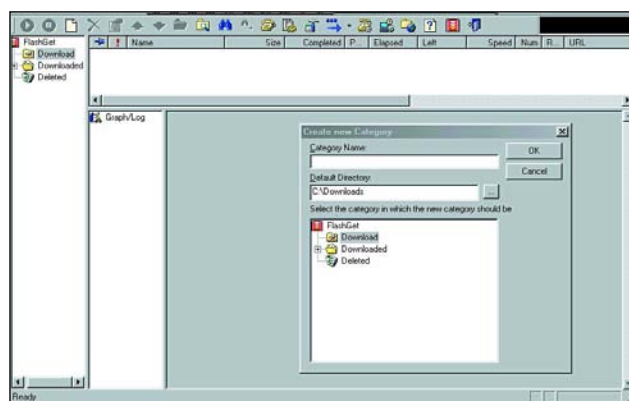 FlashGet
Download
Downloaded
Deleted
! Name Size Completed P... Elapsed Left Speed Num R... URL
Graph/Log
Create new Category
Category Name:
OK
Cancel
Default Directory:
C:\Downloads
...
Select the category in which the new category should be
FlashGet
Download
Downloaded
Deleted
Ready